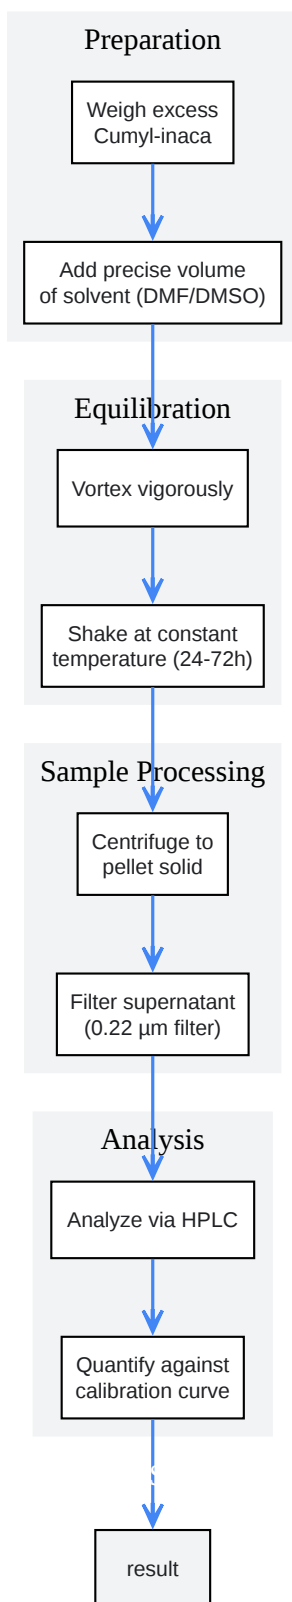 Preparation
Weigh excess
Cumyl-inaca
Add precise volume
of solvent (DMF/DMSO)
Equilibration
Vortex vigorously
Shake at constant
temperature (24-72h)
Sample Processing
Centrifuge to
pellet solid
Filter supernatant
(0.22 µm filter)
Analysis
Analyze via HPLC
Quantify against
calibration curve
result